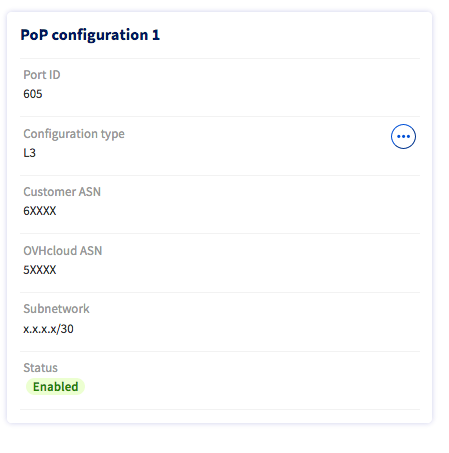 PoP configuration 1
Port ID
605
Configuration type
L3
Customer ASN
6XXXX
OVHcloud ASN
5XXXX
Subnetwork
x.x.x.x/30
Status
Enabled